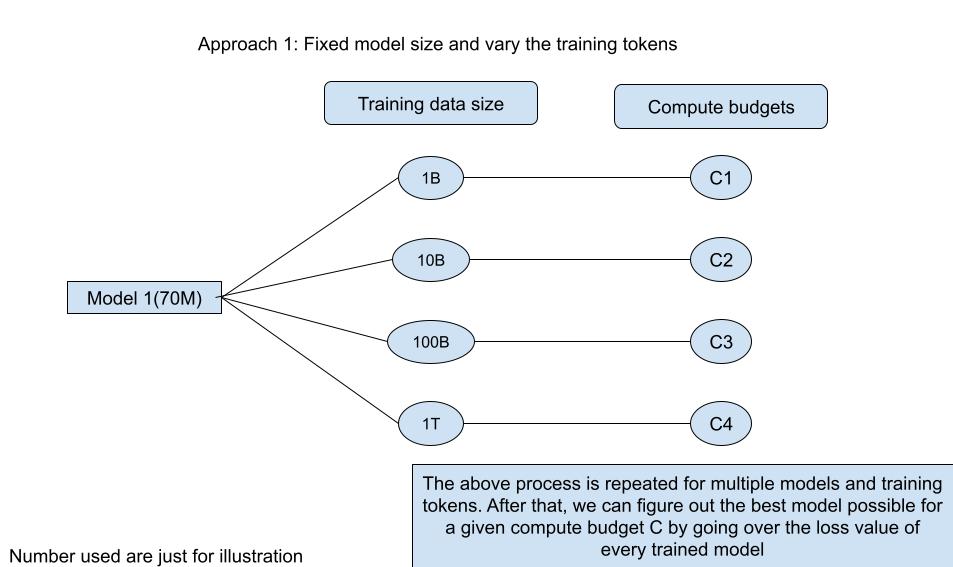 Approach 1: Fixed model size and vary the training tokens
Training data size
Compute budgets
1B
C1
10B
C2
Model 1(70M)
100B
C3
1T
C4
The above process is repeated for multiple models and training
tokens. After that, we can figure out the best model possible for
a given compute budget C by going over the loss value of
every trained model
Number used are just for illustration